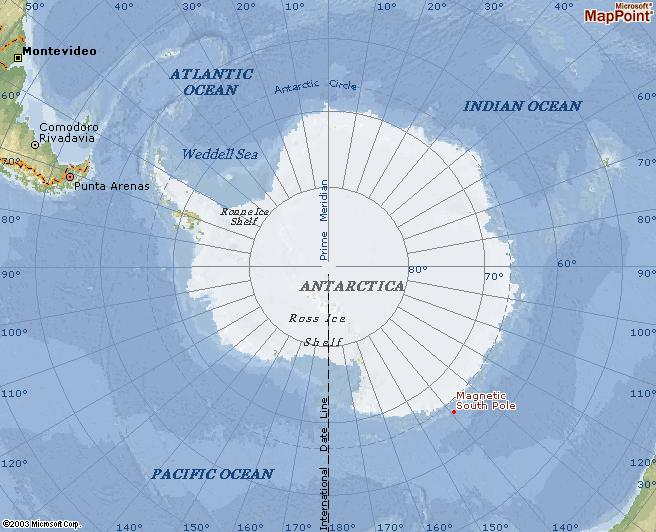 50° 40° 30° 20° 10° 0° 10° 20° 30° 40°
Microsoft®
MapPoint®
Montevideo
ATLANTIC
OCEAN
Antarctic Circle
INDIAN OCEAN
60°
Comodoro
Rivadavia
Weddell Sea
70°
Punta Arenas
80°
Ronne Ice
Shelf
Prime Meridian
90°
80°
70°
60°
ANTARCTICA
Ross Ice
Shelf
100°
110°
Magnetic
South Pole
International Date Line
120°
PACIFIC OCEAN
30°
©2003 Microsoft Corp.
140° 150° 160° 170° 180° 170° 160° 150° 140°
50°
60°
70°
80°
90°
100°
110°
120°